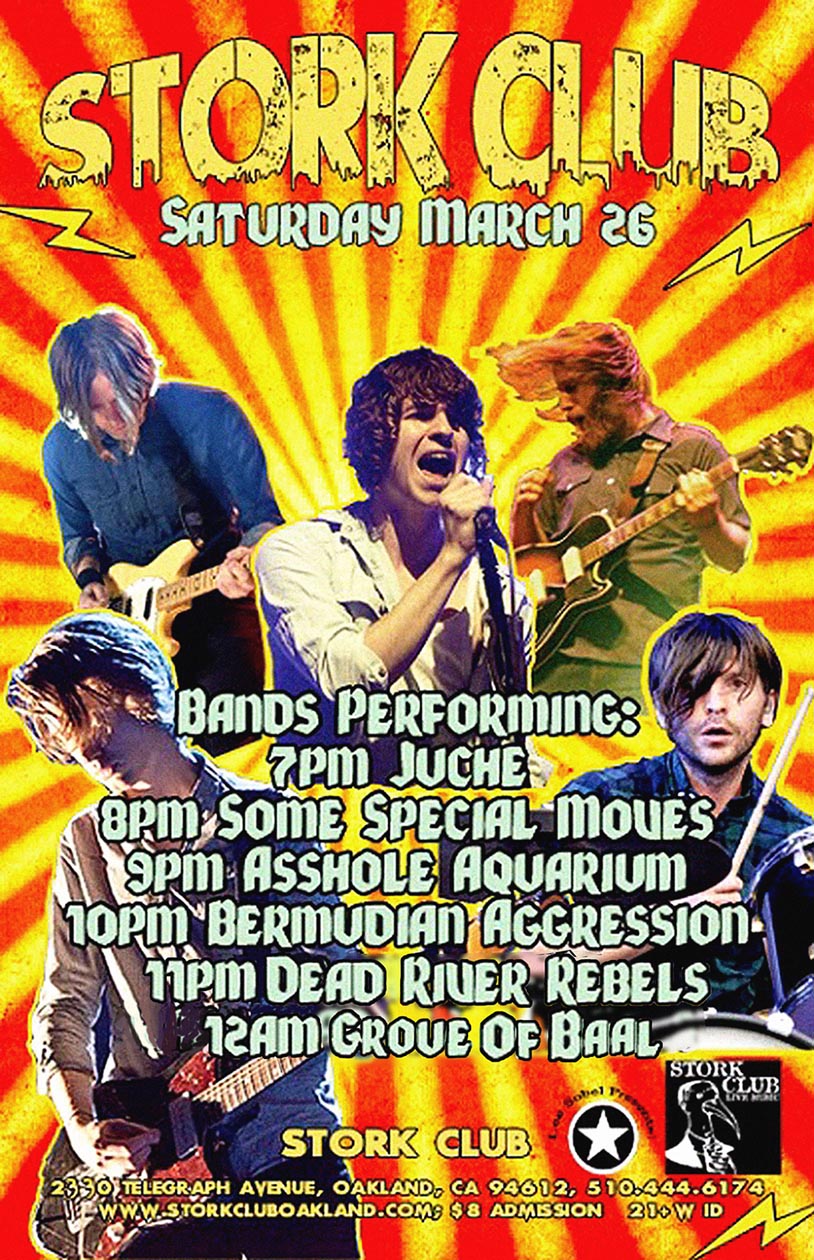 STORK CLUB
SATURDAY MARCH 26
BANDS PERFORMING:
7PM JUCHE
8PM SOME SPECIAL MOVES
9PM ASSHOLE AQUARIUM
10PM BERMUDIAN AGGRESSION
11PM DEAD RIVER REBELS
12AM GROVE OF BAAL
Lee Sobel Presents
STORK
CLUB
LIVE MUSIC
STORK CLUB
2330 TELEGRAPH AVENUE, OAKLAND, CA 94612, 510.444.6174
WWW.STORKCLUBOAKLAND.COM; $8 ADMISSION 21+W ID